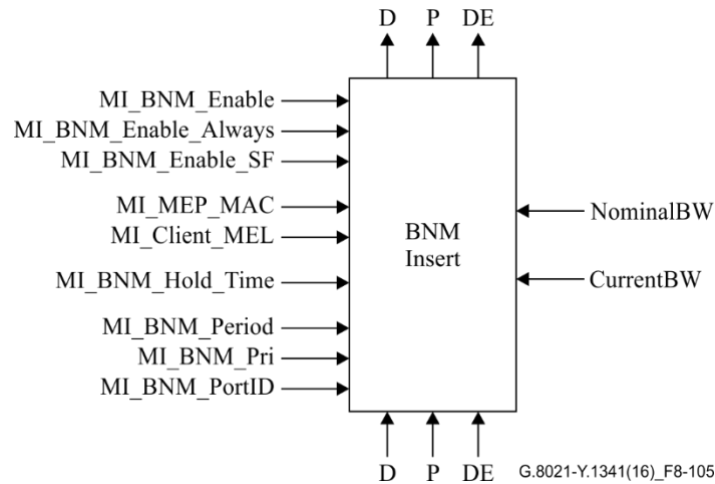 D P DE
MI_BNM_Enable
MI_BNM_Enable_Always
MI_BNM_Enable_SF
MI_MEP_MAC
MI_Client_MEL
MI_BNM_Hold_Time
MI_BNM_Period
MI_BNM_Pri
MI_BNM_PortID
BNM
Insert
NominalBW
CurrentBW
D P DE
G.8021-Y.1341(16)_F8-105